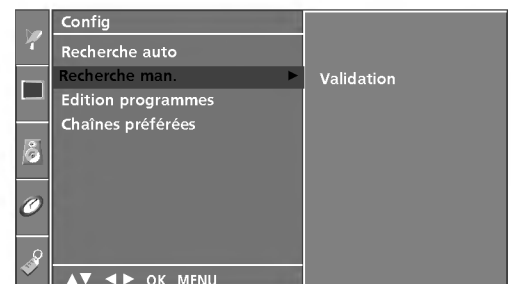 Config
Recherche auto
Recherche man. ►
Validation
Edition programmes
Chaînes préférées
▲▼ ◄► OK MENU